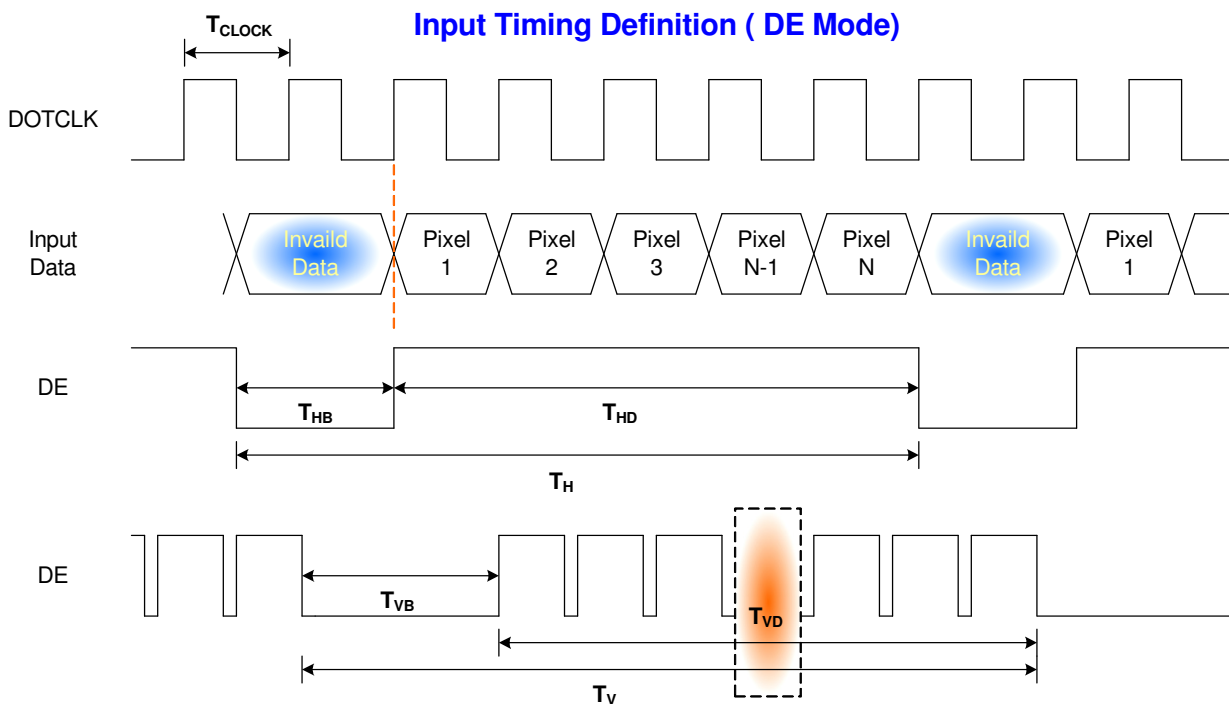 Input Timing Definition ( DE Mode)
TCLOCK
DOTCLK
Input
Data
Invaild
Data
Pixel
1
Pixel
2
Pixel
3
Pixel
N-1
Pixel
N
Invaild
Data
Pixel
1
DE
THB
THD
TH
DE
TVB
TVD
TV